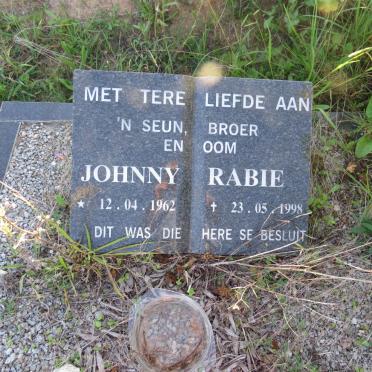 MET TERE LIEFDE AAN
'N SEUN, BROER
EN OOM
JOHNNY RABIE
* 12.04.1962 ✝ 23.05.1998
DIT WAS DIE HERE SE BESLUIT